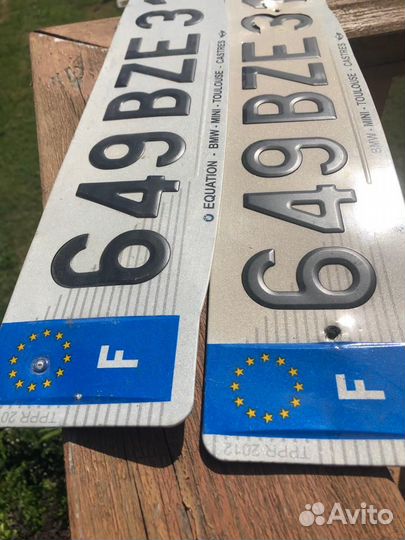 649 BZE 3
EQUATION - BMW - MINI - TOULOUSE - CASTRES
F
TPPR 20
649 BZE 3
BMW - MINI - TOULOUSE - CASTRES
F
TPPR 2012
Avito